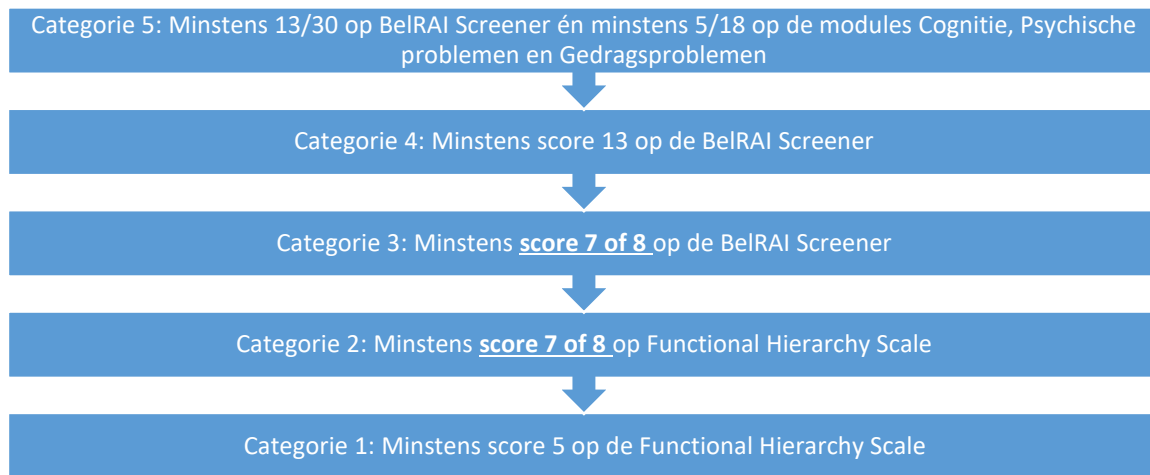 Categorie 5: Minstens 13/30 op BelRAI Screener én minstens 5/18 op de modules Cognitie, Psychische
problemen en Gedragsproblemen
Categorie 4: Minstens score 13 op de BelRAI Screener
Categorie 3: Minstens score 7 of 8 op de BelRAI Screener
Categorie 2: Minstens score 7 of 8 op Functional Hierarchy Scale
Categorie 1: Minstens score 5 op de Functional Hierarchy Scale